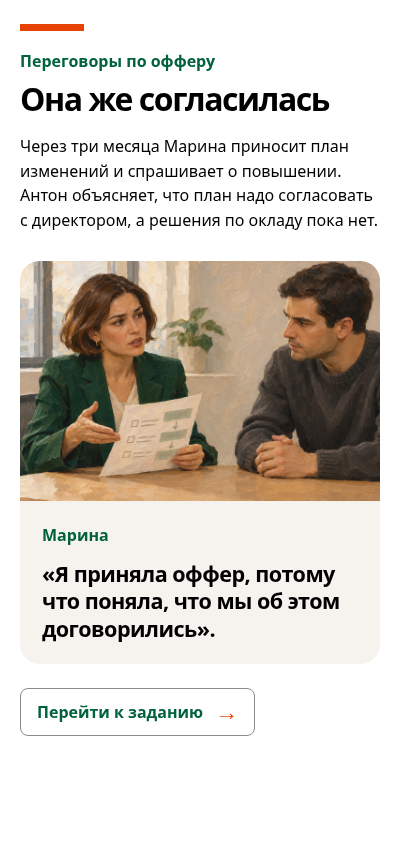 Переговоры по офферу
Она же согласилась
Через три месяца Марина приносит план
изменений и спрашивает о повышении.
Антон объясняет, что план надо согласовать
с директором, а решения по окладу пока нет.
Марина
«Я приняла оффер, потому
что поняла, что мы об этом
договорились».
Перейти к заданию →